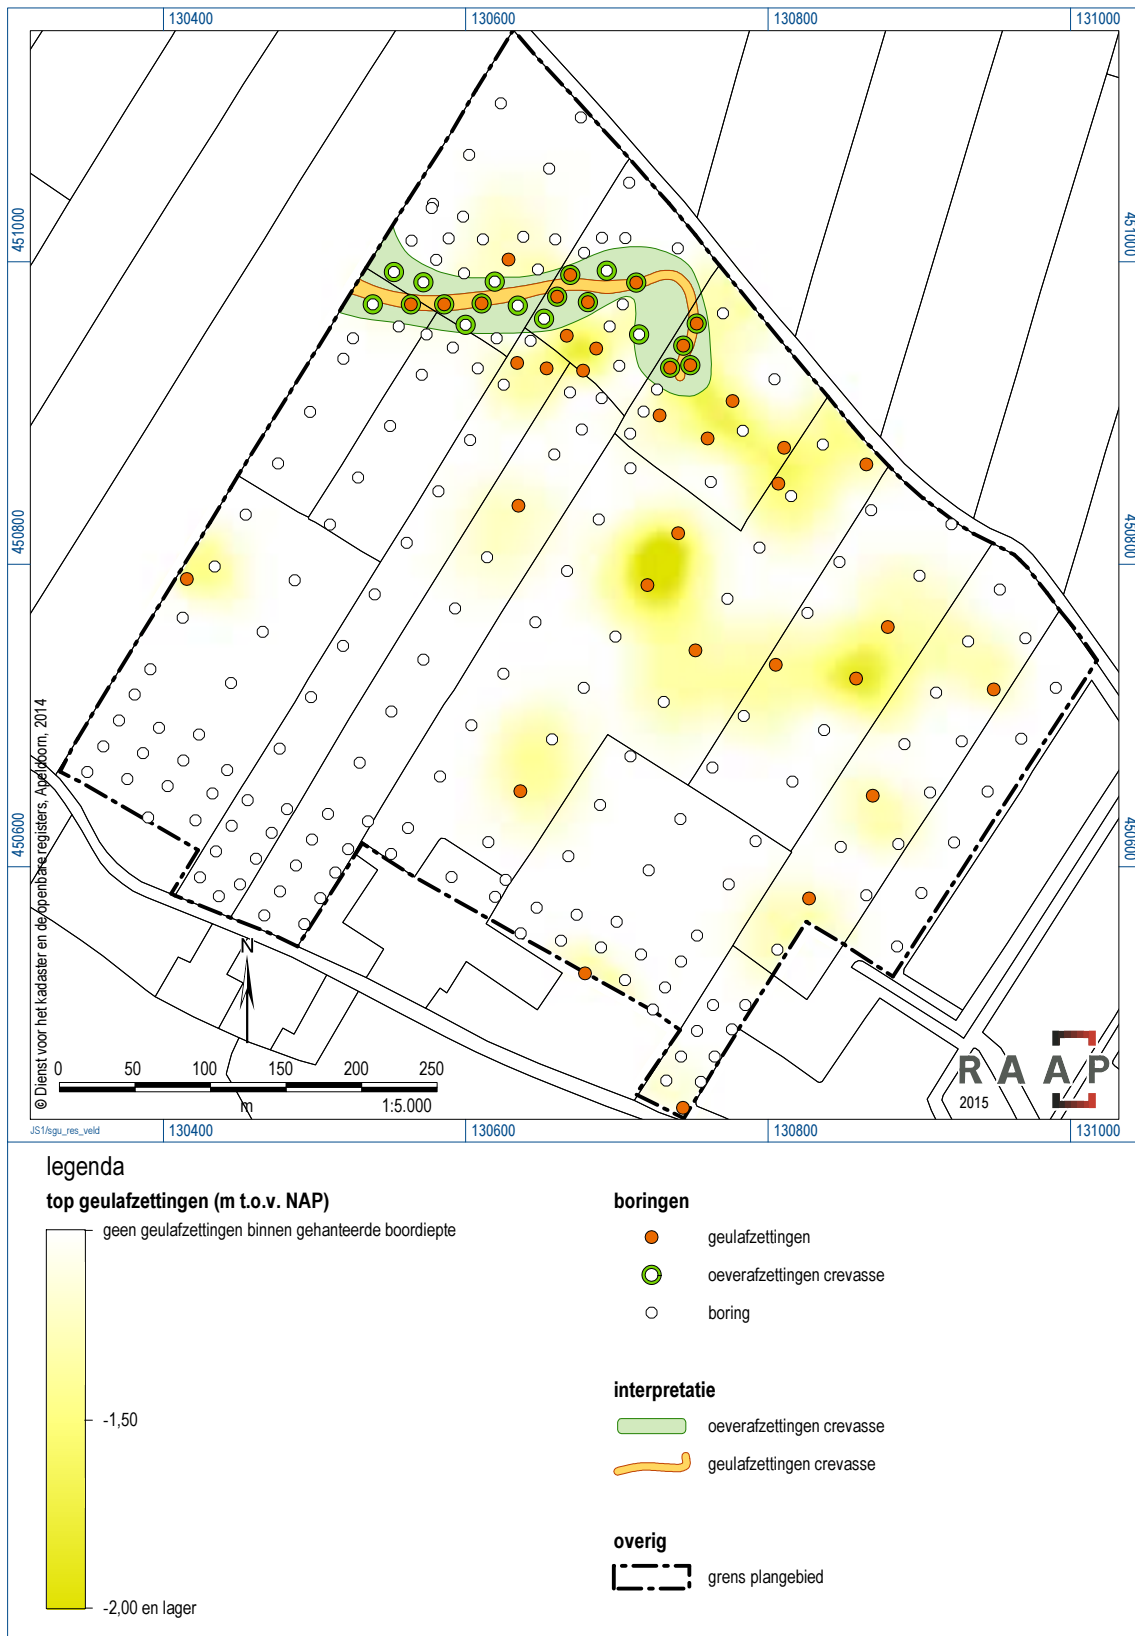 130400 130600 130800 131000
451000 451000
450800 450800
450600 450600
© Dienst voor het kadaster en de openbare registers, Apeldoorn, 2014
N
0 50 100 150 200 250
m 1:5.000
RAAP
2015
JS1/sgu_res_veld
130400 130600 130800 131000
legenda
top geulafzettingen (m t.o.v. NAP)
geen geulafzettingen binnen gehanteerde boordiepte
-1,50
-2,00 en lager
boringen
geulafzettingen
oeverafzettingen crevasse
boring
interpretatie
oeverafzettingen crevasse
geulafzettingen crevasse
overig
grens plangebied